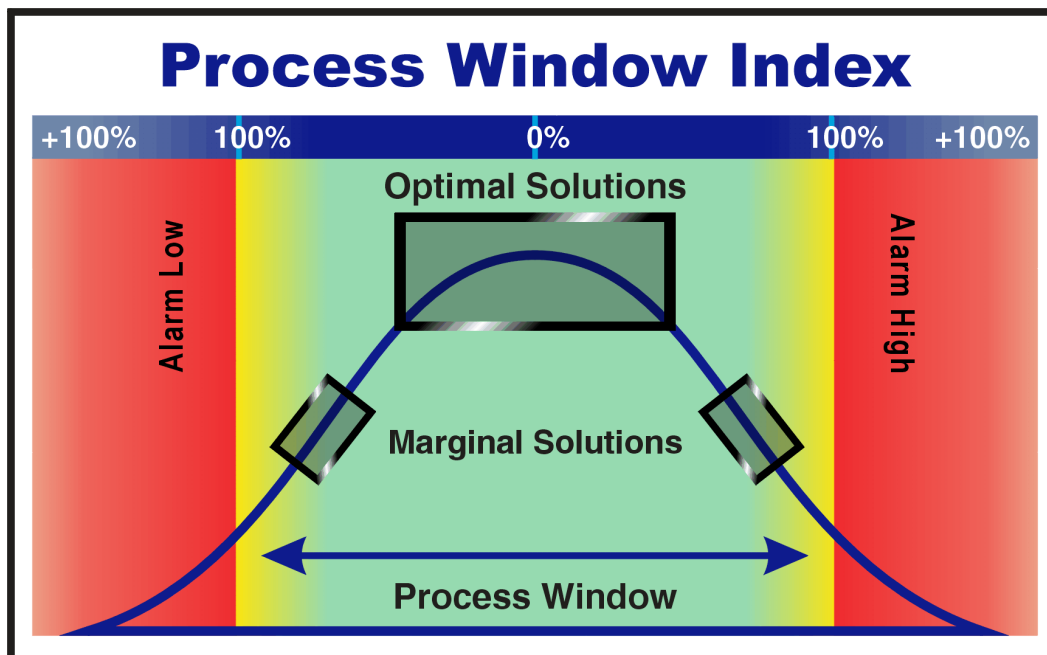 Process Window Index
+100% 100% 0% 100% +100%
Optimal Solutions
Alarm Low
Alarm High
Marginal Solutions
Process Window